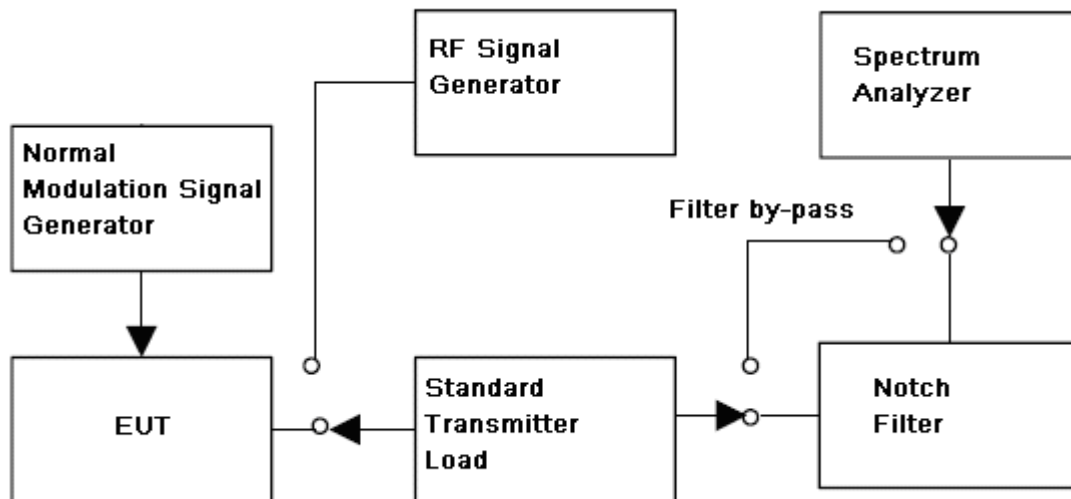 RF Signal
Generator
Spectrum
Analyzer
Normal
Modulation Signal
Generator
Filter by-pass
EUT
Standard
Transmitter
Load
Notch
Filter